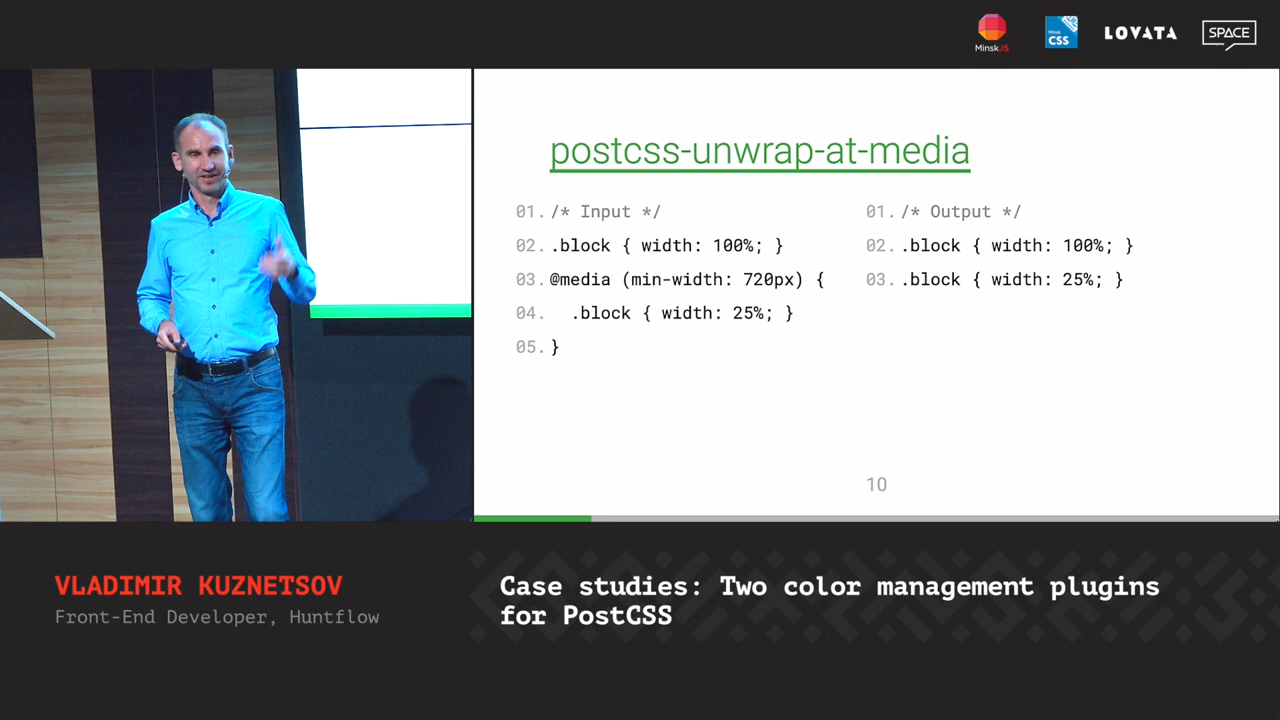 MinskJS
Minsk
CSS
LOVATA
SPACE
postcss-unwrap-at-media
01. /* Input */
02. .block { width: 100%; }
03. @media (min-width: 720px) {
04. .block { width: 25%; }
05. }
01. /* Output */
02. .block { width: 100%; }
03. .block { width: 25%; }
10
VLADIMIR KUZNETSOV
Front-End Developer, Huntflow
Case studies: Two color management plugins
for PostCSS